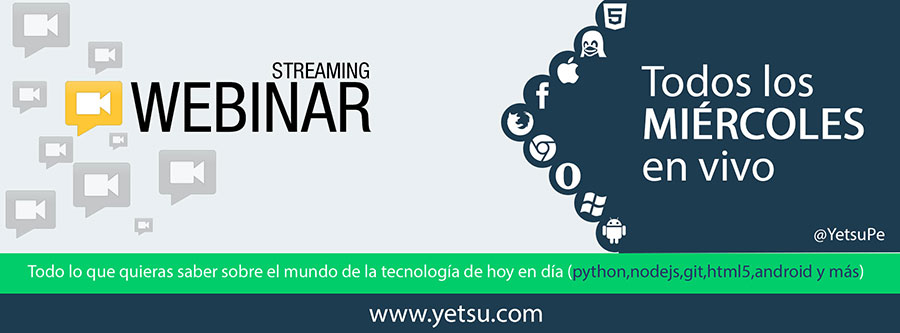 STREAMING
WEBINAR
Todos los
MIÉRCOLES
en vivo
@YetsuPe
Todo lo que quieras saber sobre el mundo de la tecnología de hoy en día (python,nodejs,git,html5,android y más)
www.yetsu.com